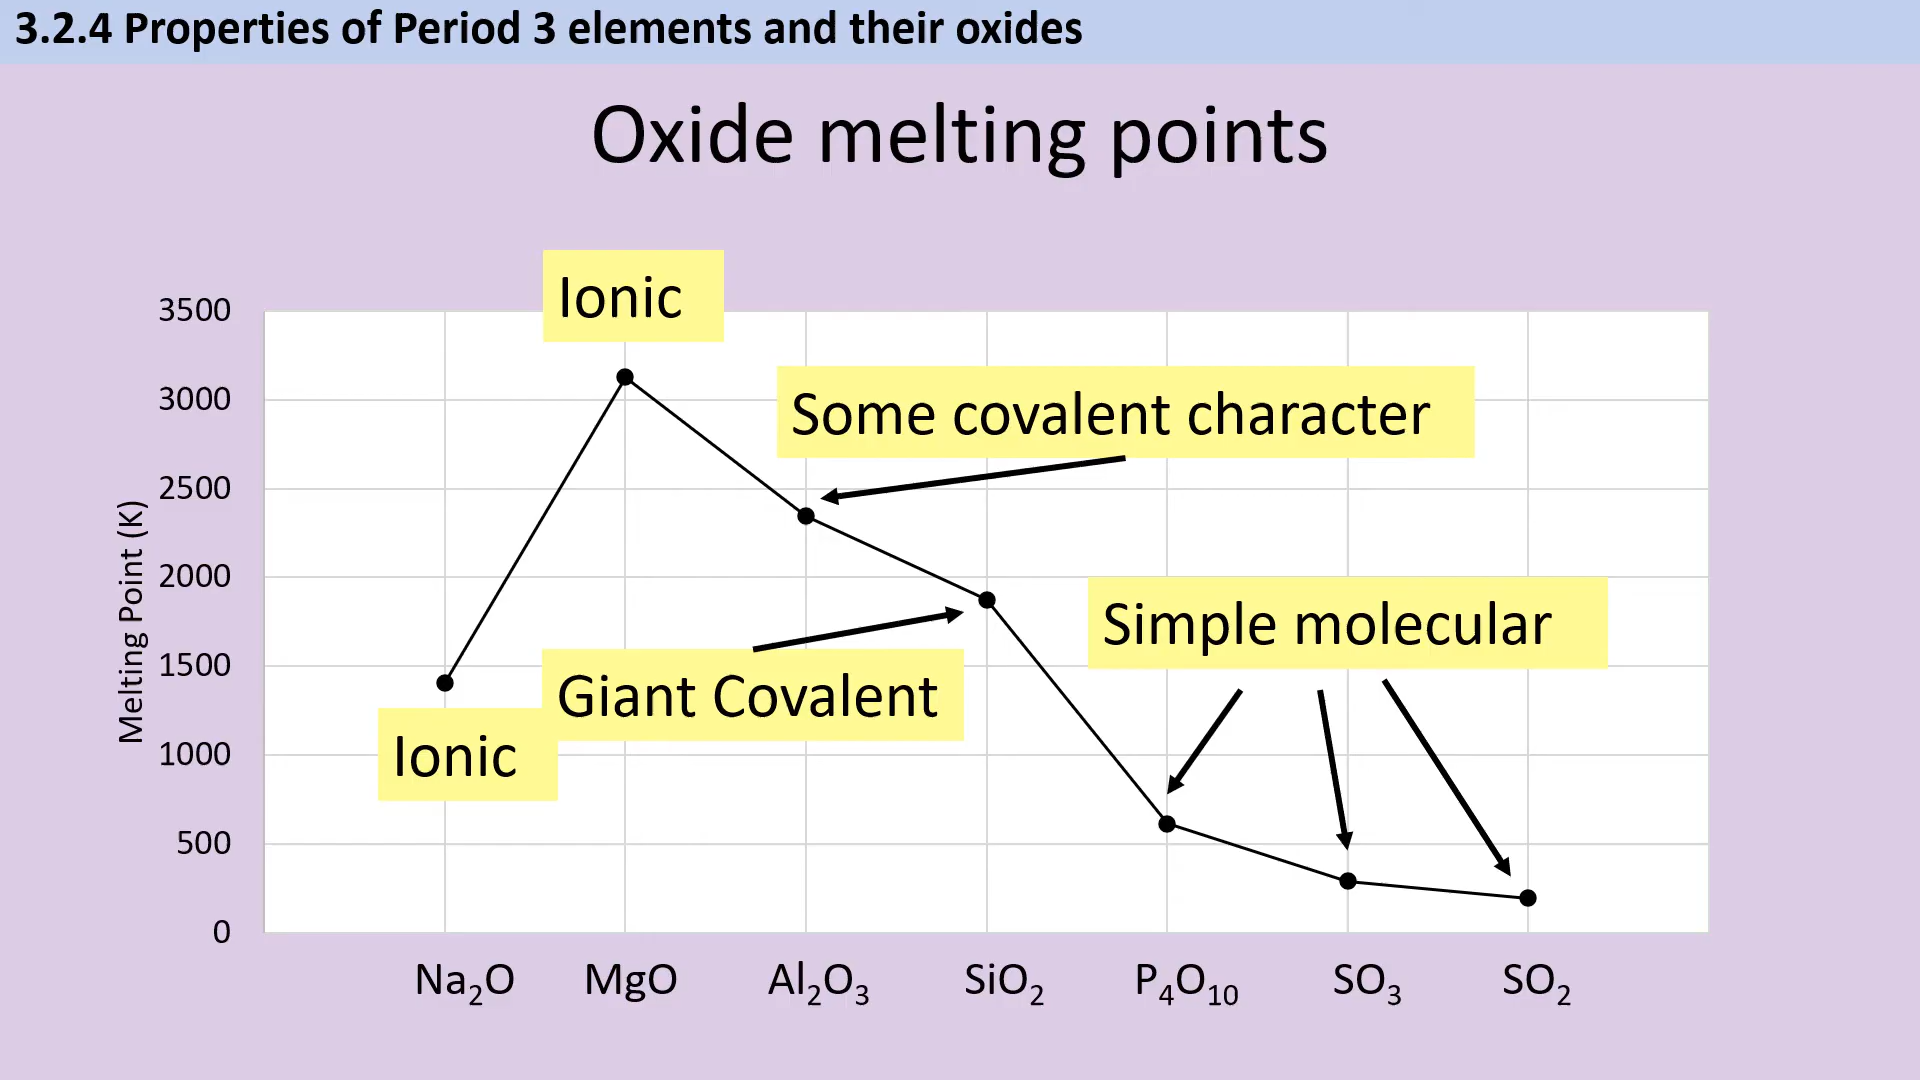 3.2.4 Properties of Period 3 elements and their oxides
Oxide melting points
Ionic
3500
Some covalent character
3000
2500
Melting Point (K)
2000
Simple molecular
1500
Giant Covalent
Ionic
1000
500
0
Na₂O MgO Al₂O₃ SiO₂ P₄O₁₀ SO₃ SO₂